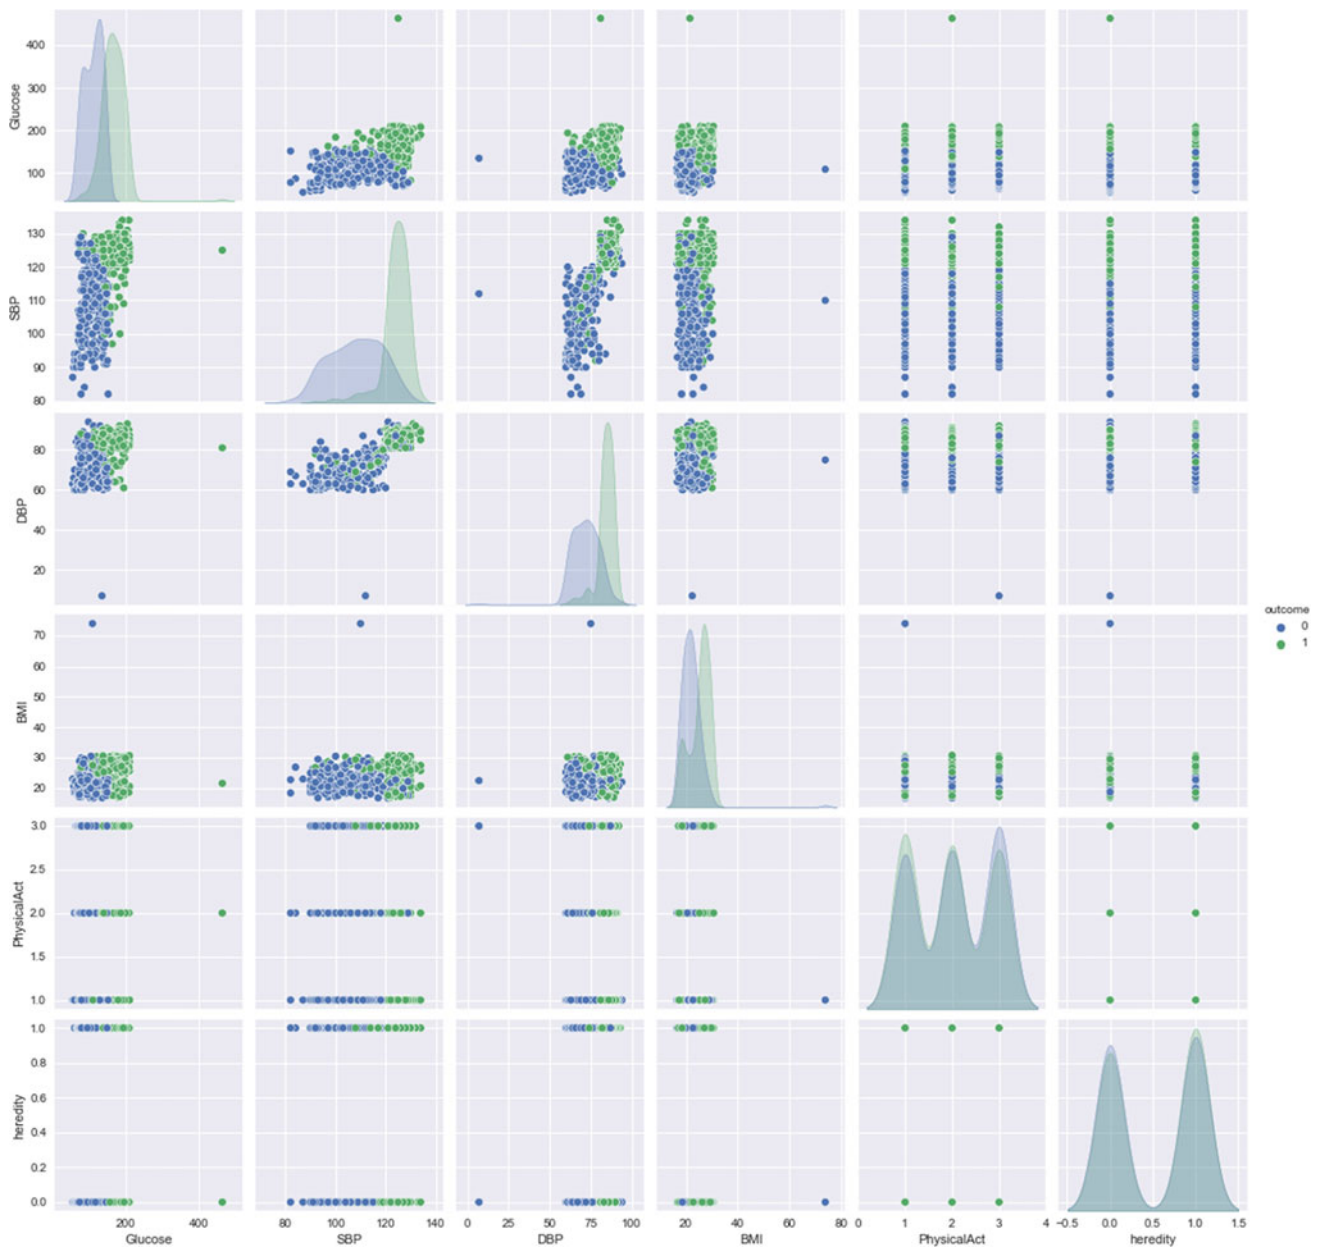 400
300
200
100
Glucose
130
120
110
100
90
80
SBP
80
60
40
20
DBP
70
60
50
40
30
20
BMI
outcome
0
1
3.0
2.5
2.0
1.5
1.0
PhysicalAct
1.0
0.8
0.6
0.4
0.2
0.0
heredity
200 400
Glucose
80 100 120 140
SBP
0 25 50 75 100
DBP
20 40 60 80
BMI
0 1 2 3 4
PhysicalAct
−0.5 0.0 0.5 1.0 1.5
heredity